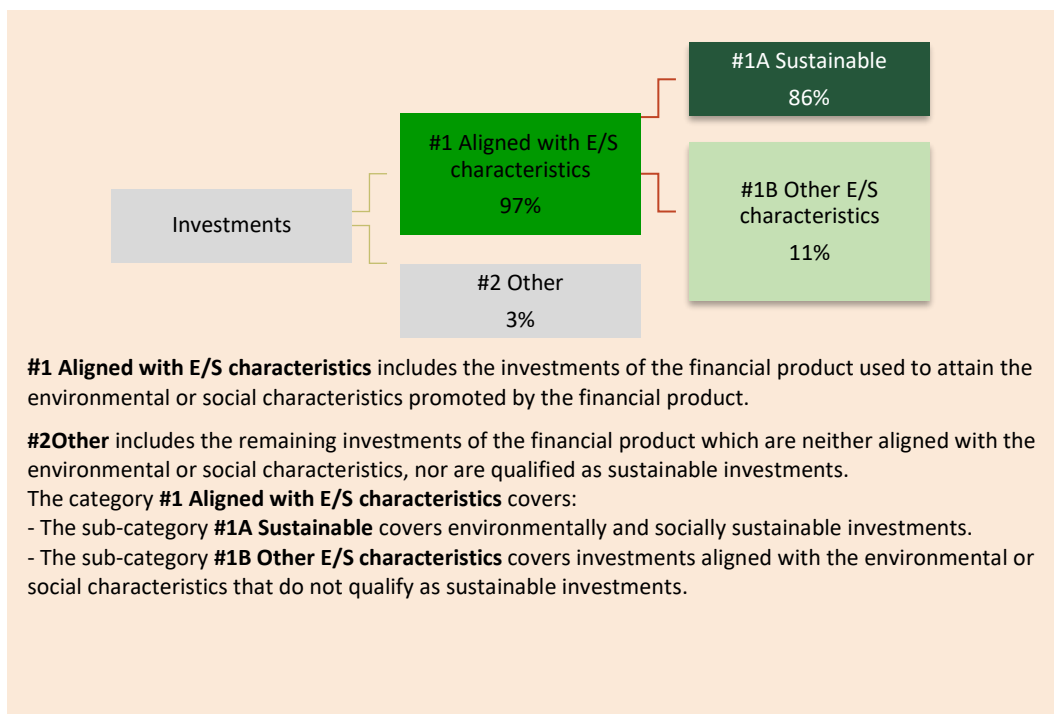 #1A Sustainable
86%
#1 Aligned with E/S
characteristics
97%
#1B Other E/S
characteristics
11%
Investments
#2 Other
3%
#1 Aligned with E/S characteristics includes the investments of the financial product used to attain the
environmental or social characteristics promoted by the financial product.
#2Other includes the remaining investments of the financial product which are neither aligned with the
environmental or social characteristics, nor are qualified as sustainable investments.
The category #1 Aligned with E/S characteristics covers:
- The sub-category #1A Sustainable covers environmentally and socially sustainable investments.
- The sub-category #1B Other E/S characteristics covers investments aligned with the environmental or
social characteristics that do not qualify as sustainable investments.